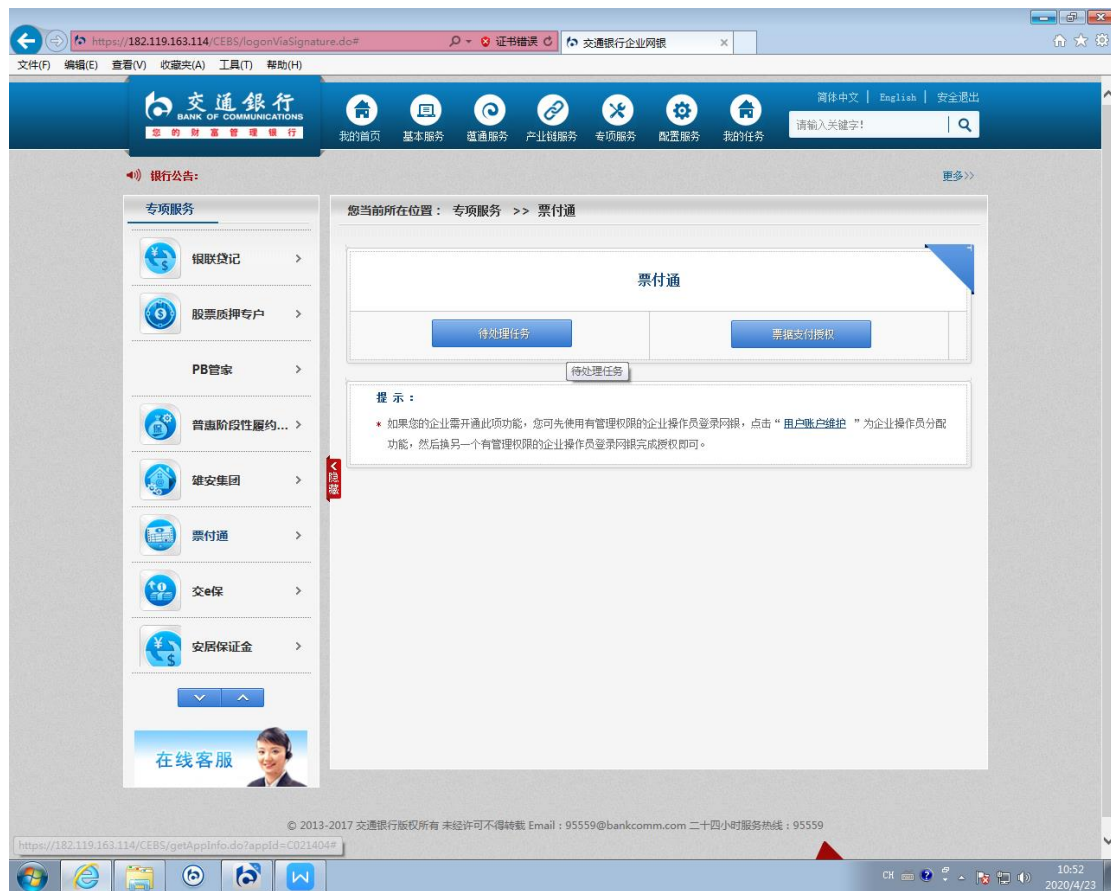 https://182.119.163.114/CEBS/logonViaSignature.do#
证书错误
交通银行企业网银
文件(F) 编辑(E) 查看(V) 收藏夹(A) 工具(T) 帮助(H)
交通銀行
BANK OF COMMUNICATIONS
您的财富管理银行
我的首页 基本服务 蕴通服务 产业链服务 专项服务 配置服务 我的任务
简体中文 | English | 安全退出
请输入关健字!
银行公告:
更多>>
专项服务
银联贷记
股票质押专户
PB管家
普惠阶段性履约...
雄安集团
票付通
交e保
安居保证金
在线客服
隐藏
您当前所在位置: 专项服务 >> 票付通
票付通
待处理任务 票据支付授权
待处理任务
提示:
* 如果您的企业需开通此项功能,您可先使用有管理权限的企业操作员登录网银,点击“用户账户维护”为企业操作员分配
功能,然后换另一个有管理权限的企业操作员登录网银完成授权即可。
© 2013-2017 交通银行版权所有 未经许可不得转载 Email : 95559@bankcomm.com 二十四小时服务热线 : 95559
https://182.119.163.114/CEBS/getAppInfo.do?appId=C021404#
CH
10:52
2020/4/23